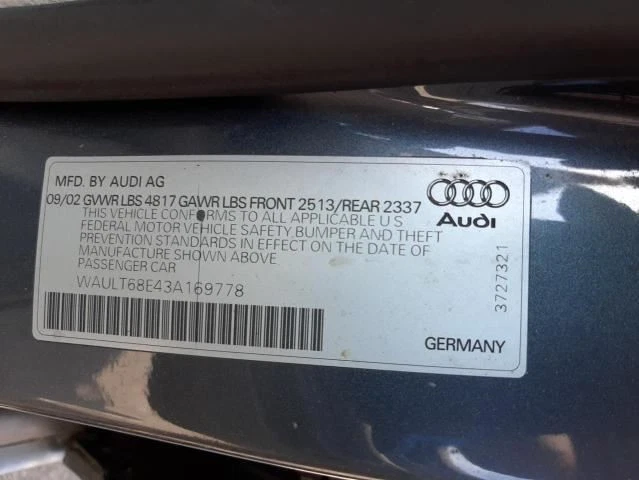 MFD. BY AUDI AG
09/02 GWR LBS 4817 GAWR LBS FRONT 2513/REAR 2337
THIS VEHICLE CONFORMS TO ALL APPLICABLE U S
FEDERAL MOTOR VEHICLE SAFETY BUMPER AND THEFT
PREVENTION STANDARDS IN EFFECT ON THE DATE OF
MANUFACTURE SHOWN ABOVE
PASSENGER CAR
WAULT68E43A169778
Audi
3727321
GERMANY